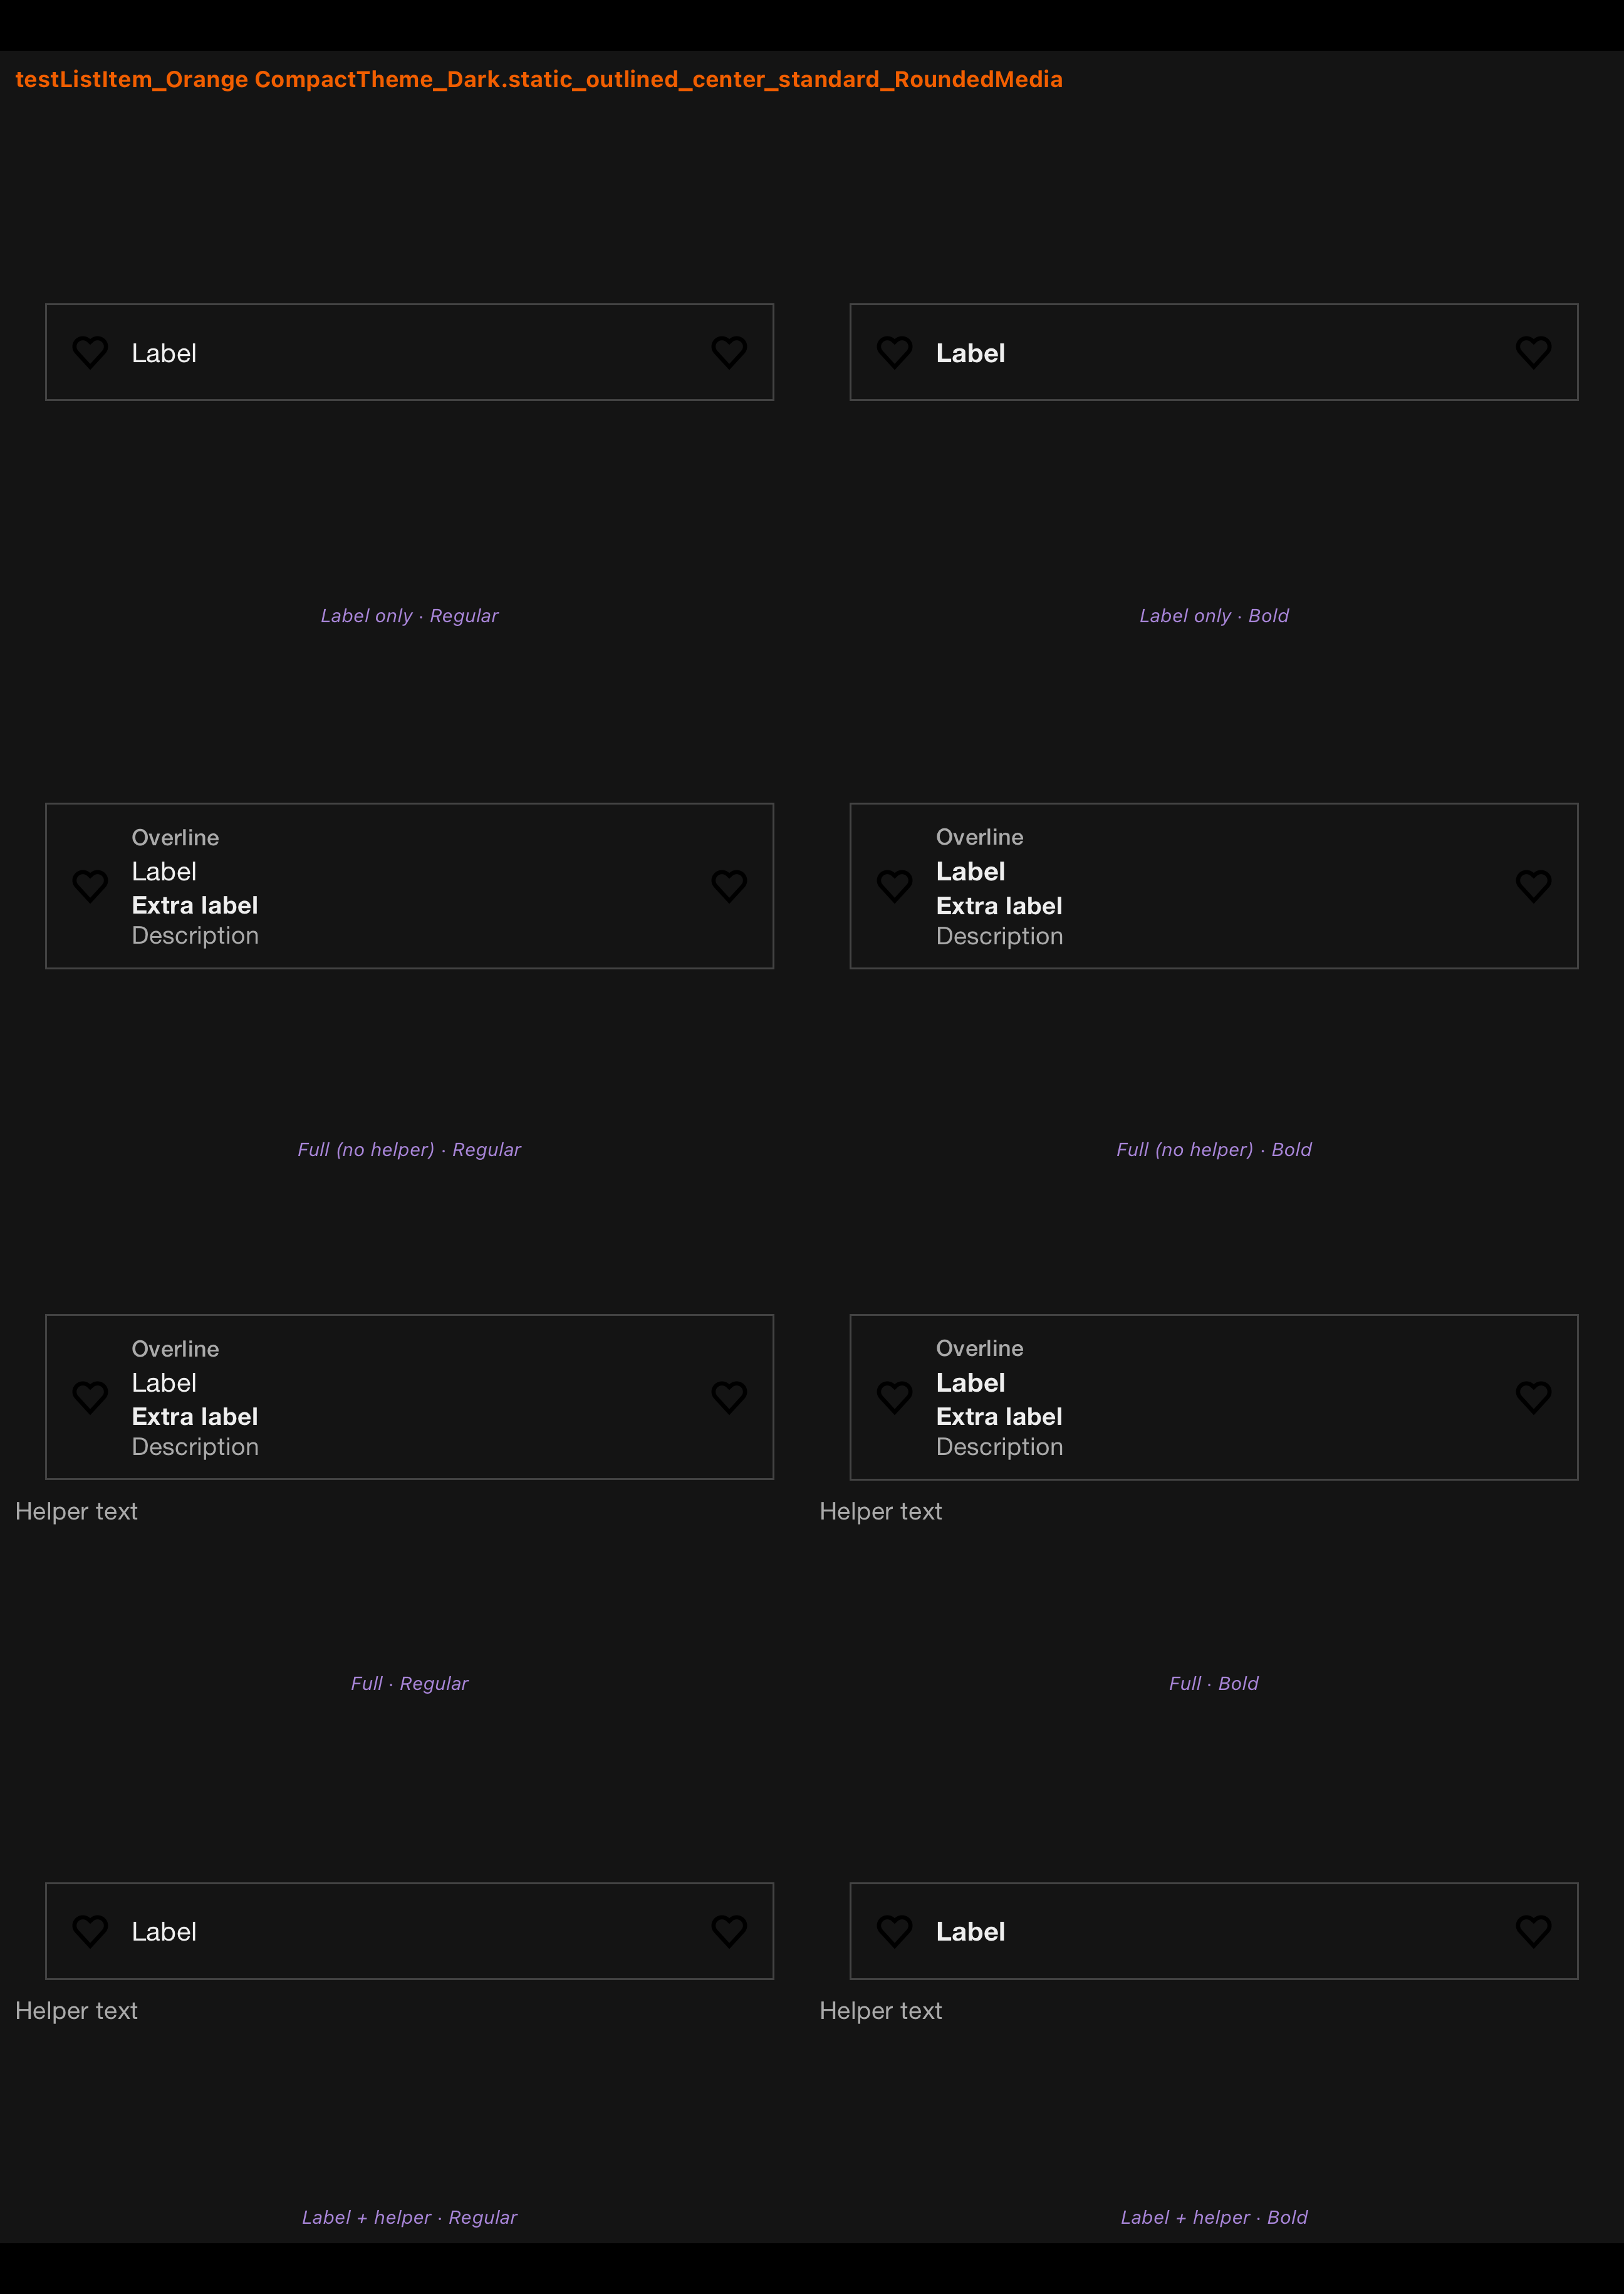 testListItem_Orange CompactTheme_Dark.static_outlined_center_standard_RoundedMedia
Label
Label
Label only · Regular
Label only · Bold
Overline
Label
Extra label
Description
Overline
Label
Extra label
Description
Full (no helper) · Regular
Full (no helper) · Bold
Overline
Label
Extra label
Description
Helper text
Overline
Label
Extra label
Description
Helper text
Full · Regular
Full · Bold
Label
Helper text
Label
Helper text
Label + helper · Regular
Label + helper · Bold